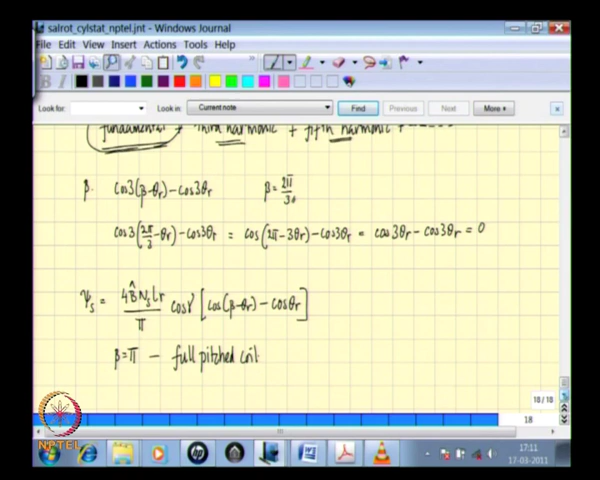 salrot_cylstat_nptel.jnt - Windows Journal
File Edit View Insert Actions Tools Help
Look for: Look in: Current note Find Previous Next More
fundamental + third harmonic + fifth harmonic + -----
β. cos3(β-θr) - cos3θr β = 2π/3
cos3(2π/3 - θr) - cos3θr = cos(2π - 3θr) - cos3θr = cos3θr - cos3θr = 0
Ψs = 4B̂ Ns l r / π cosγ [cos(β-θr) - cosθr]
β = π - full pitched coil
18 / 18
18
NPTEL
17:11
17-03-2011